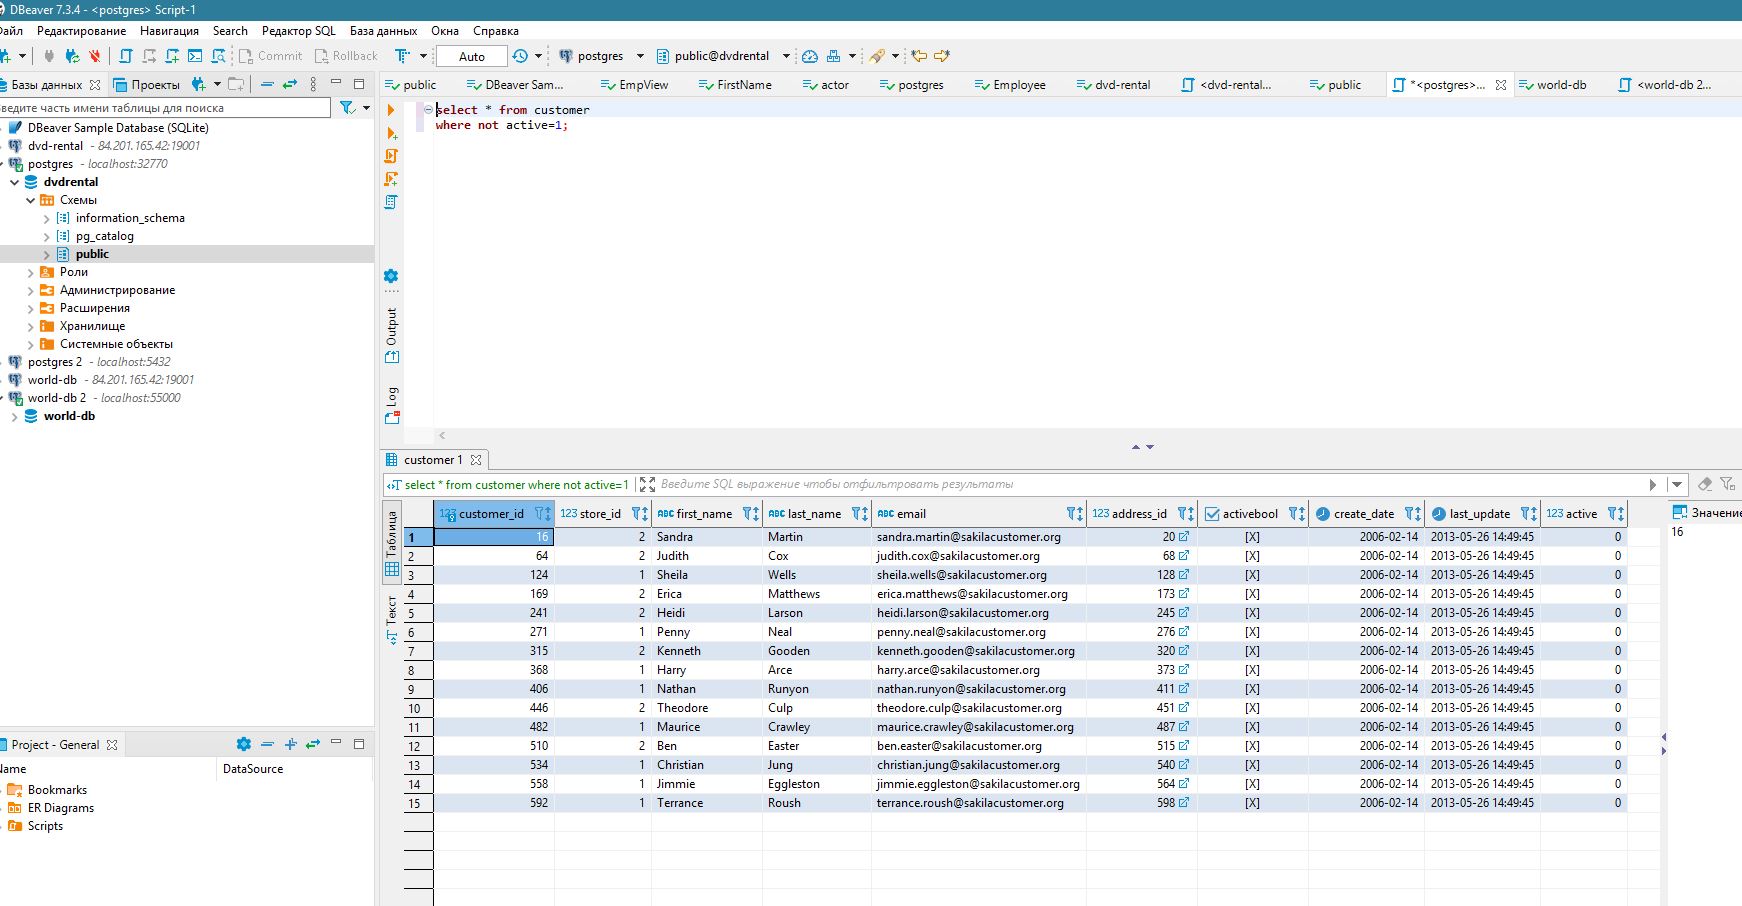 DBeaver 7.3.4 - <postgres> Script-1
Файл Редактирование Навигация Search Редактор SQL База данных Окна Справка
Commit Rollback Auto postgres public@dvdrental
Базы данных Проекты
public DBeaver Sam... EmpView FirstName actor postgres Employee dvd-rental <dvd-rental... public *<postgres>... world-db <world-db 2...
Введите часть имени таблицы для поиска
DBeaver Sample Database (SQLite)
dvd-rental - 84.201.165.42:19001
postgres - localhost:32770
dvdrental
Схемы
information_schema
pg_catalog
public
Роли
Администрирование
Расширения
Хранилище
Системные объекты
postgres 2 - localhost:5432
world-db - 84.201.165.42:19001
world-db 2 - localhost:55000
world-db
select * from customer
where not active=1;
Output
Log
Project - General
Name DataSource
Bookmarks
ER Diagrams
Scripts
customer 1
select * from customer where not active=1 Введите SQL выражение чтобы отфильтровать результаты
Таблица
Текст
123 customer_id 123 store_id ABC first_name ABC last_name ABC email 123 address_id activebool create_date last_update 123 active
1 16 2 Sandra Martin sandra.martin@sakilacustomer.org 20 [X] 2006-02-14 2013-05-26 14:49:45 0
2 64 2 Judith Cox judith.cox@sakilacustomer.org 68 [X] 2006-02-14 2013-05-26 14:49:45 0
3 124 1 Sheila Wells sheila.wells@sakilacustomer.org 128 [X] 2006-02-14 2013-05-26 14:49:45 0
4 169 2 Erica Matthews erica.matthews@sakilacustomer.org 173 [X] 2006-02-14 2013-05-26 14:49:45 0
5 241 2 Heidi Larson heidi.larson@sakilacustomer.org 245 [X] 2006-02-14 2013-05-26 14:49:45 0
6 271 1 Penny Neal penny.neal@sakilacustomer.org 276 [X] 2006-02-14 2013-05-26 14:49:45 0
7 315 2 Kenneth Gooden kenneth.gooden@sakilacustomer.org 320 [X] 2006-02-14 2013-05-26 14:49:45 0
8 368 1 Harry Arce harry.arce@sakilacustomer.org 373 [X] 2006-02-14 2013-05-26 14:49:45 0
9 406 1 Nathan Runyon nathan.runyon@sakilacustomer.org 411 [X] 2006-02-14 2013-05-26 14:49:45 0
10 446 2 Theodore Culp theodore.culp@sakilacustomer.org 451 [X] 2006-02-14 2013-05-26 14:49:45 0
11 482 1 Maurice Crawley maurice.crawley@sakilacustomer.org 487 [X] 2006-02-14 2013-05-26 14:49:45 0
12 510 2 Ben Easter ben.easter@sakilacustomer.org 515 [X] 2006-02-14 2013-05-26 14:49:45 0
13 534 1 Christian Jung christian.jung@sakilacustomer.org 540 [X] 2006-02-14 2013-05-26 14:49:45 0
14 558 1 Jimmie Eggleston jimmie.eggleston@sakilacustomer.org 564 [X] 2006-02-14 2013-05-26 14:49:45 0
15 592 1 Terrance Roush terrance.roush@sakilacustomer.org 598 [X] 2006-02-14 2013-05-26 14:49:45 0
Значение
16